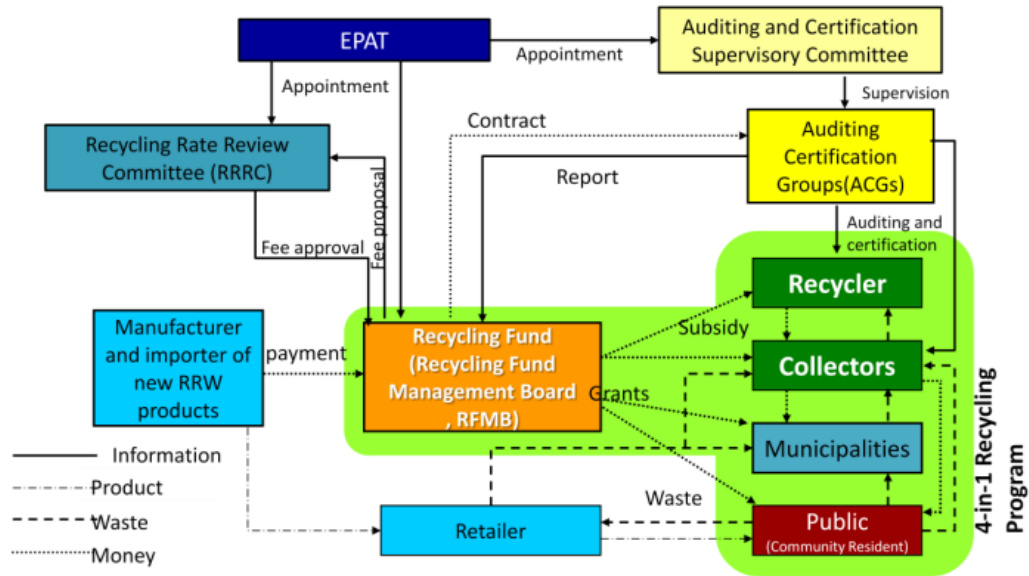 EPAT
Appointment
Auditing and Certification
Supervisory Committee
Appointment
Supervision
Recycling Rate Review
Committee (RRRC)
Contract
Auditing
Certification
Groups(ACGs)
Report
Fee proposal
Fee approval
Auditing and
certification
Recycler
Manufacturer
and importer of
new RRW
products
payment
Recycling Fund
(Recycling Fund
Management Board
, RFMB)
Subsidy
Collectors
Grants
Municipalities
4-in-1 Recycling
Program
Information
Product
Waste
Money
Retailer
Waste
Public
(Community Resident)